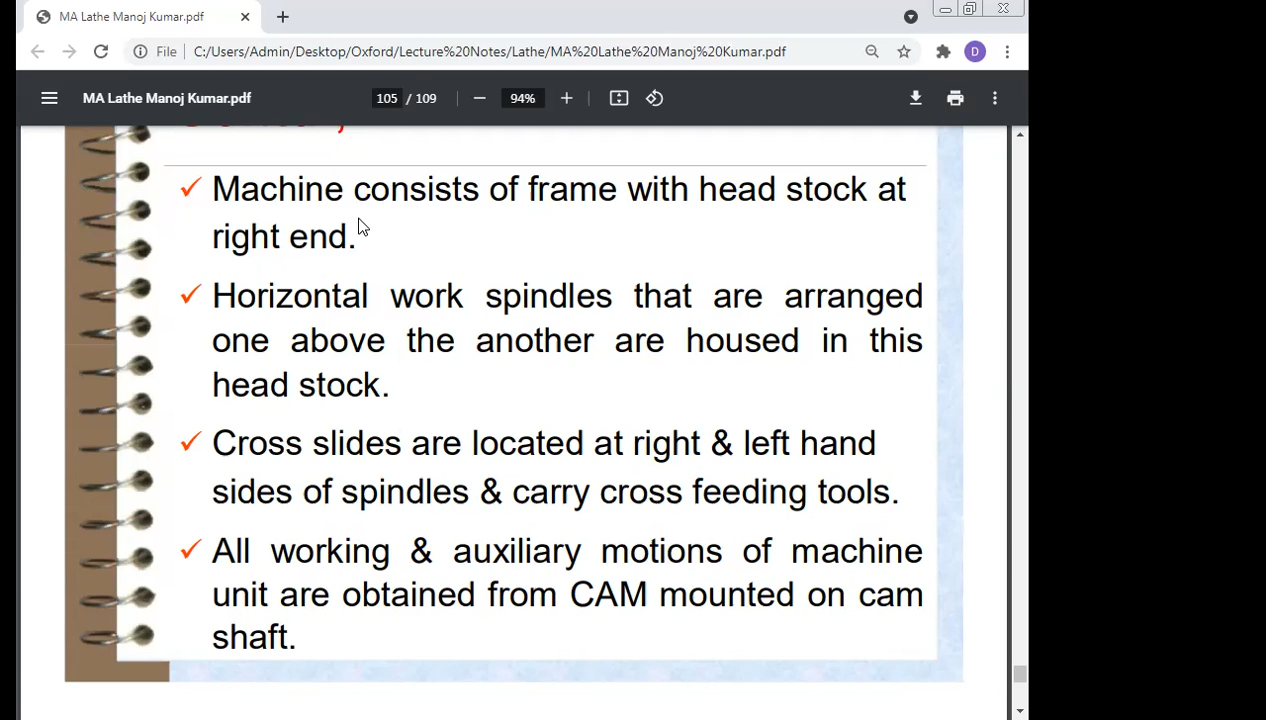 MA Lathe Manoj Kumar.pdf
File C:/Users/Admin/Desktop/Oxford/Lecture%20Notes/Lathe/MA%20Lathe%20Manoj%20Kumar.pdf
D
MA Lathe Manoj Kumar.pdf 105 / 109 94%
✓ Machine consists of frame with head stock at
right end.
✓ Horizontal work spindles that are arranged
one above the another are housed in this
head stock.
✓ Cross slides are located at right & left hand
sides of spindles & carry cross feeding tools.
✓ All working & auxiliary motions of machine
unit are obtained from CAM mounted on cam
shaft.